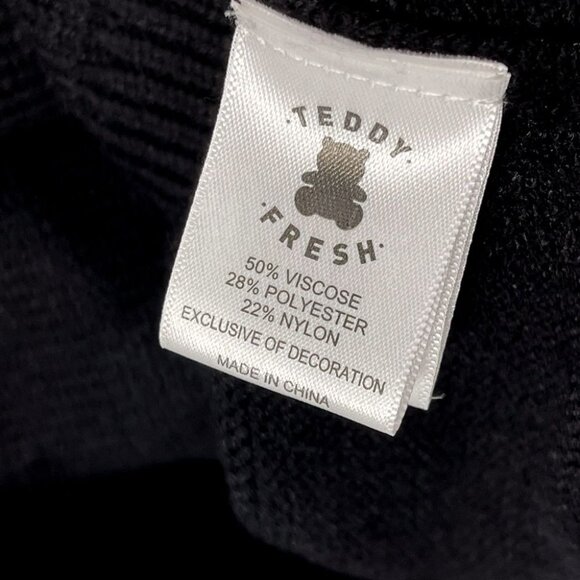 ·TEDDY·
·FRESH·
50% VISCOSE
28% POLYESTER
22% NYLON
EXCLUSIVE OF DECORATION
MADE IN CHINA